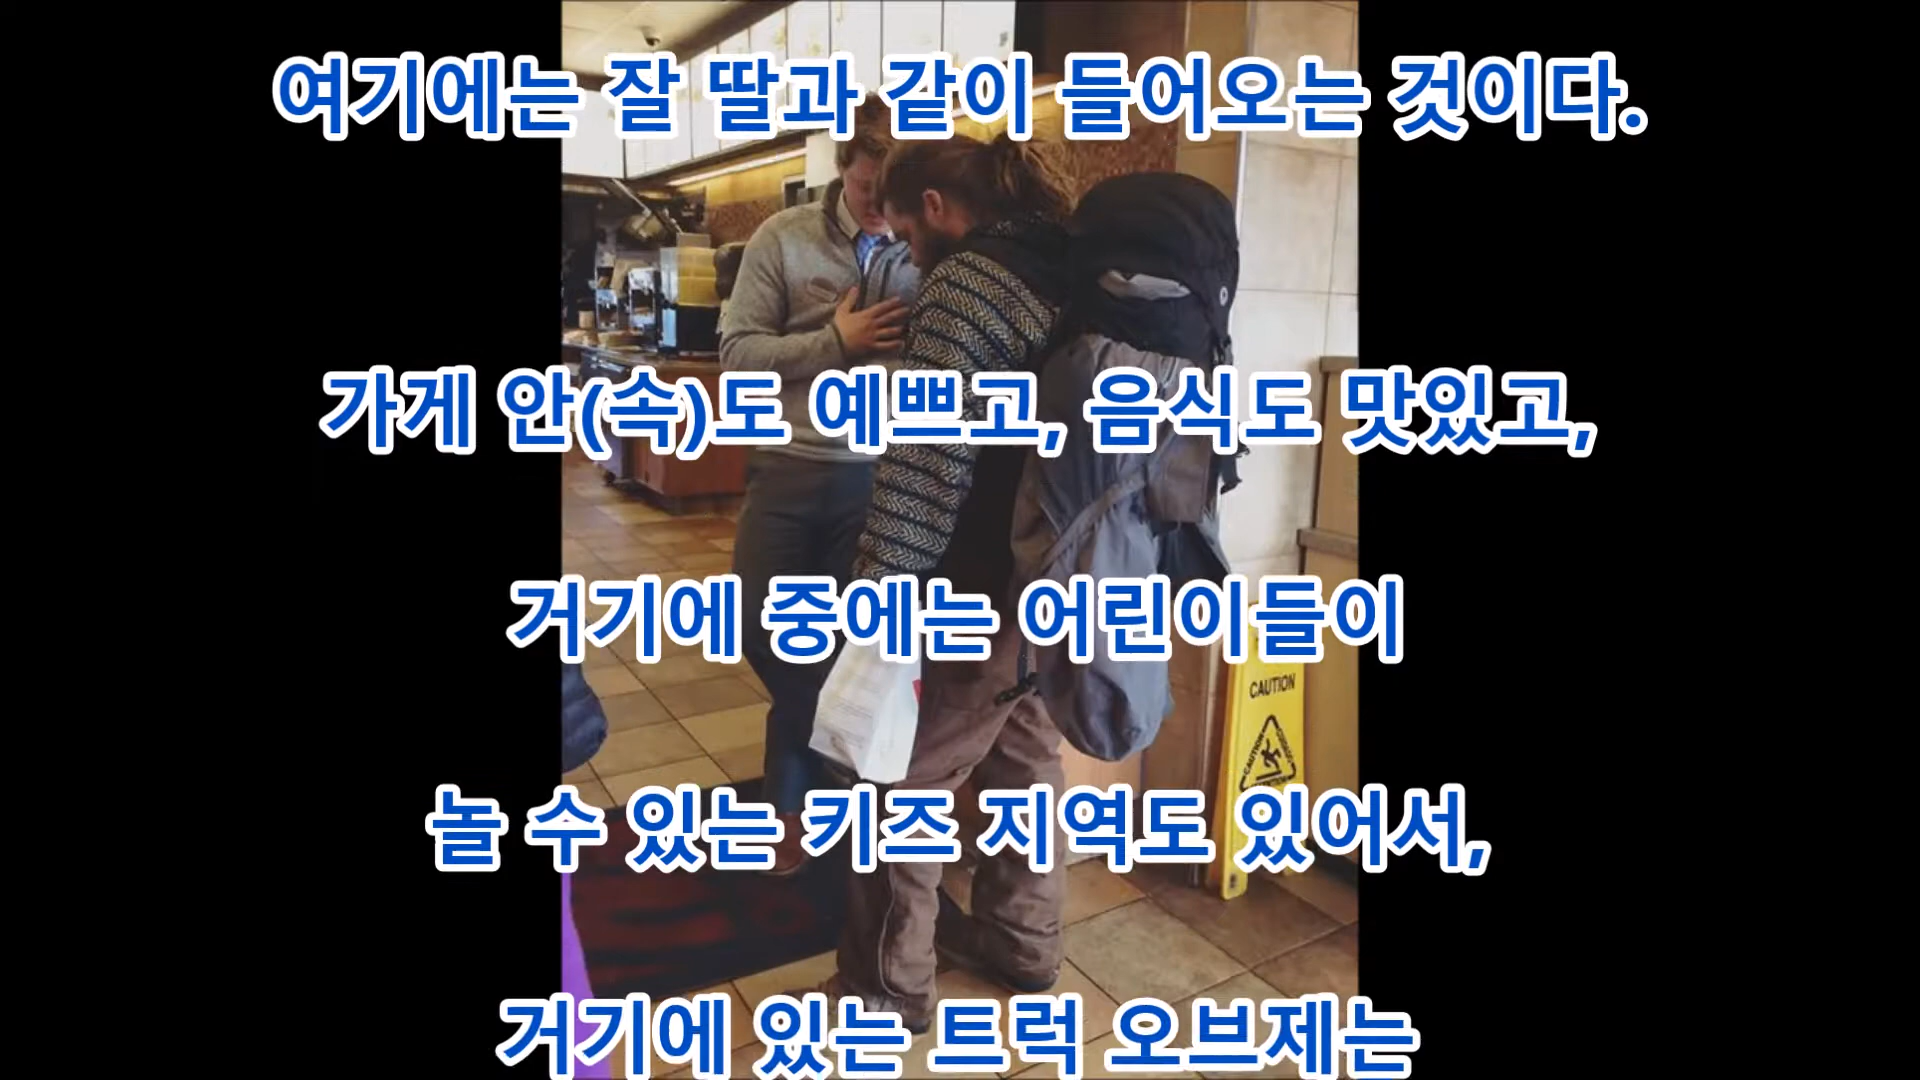 여기에는 잘 딸과 같이 들어오는 것이다.
가게 안(속)도 예쁘고, 음식도 맛있고,
거기에 중에는 어린이들이
놀 수 있는 키즈 지역도 있어서,
거기에 있는 트럭 오브제는
CAUTION
CAUTION